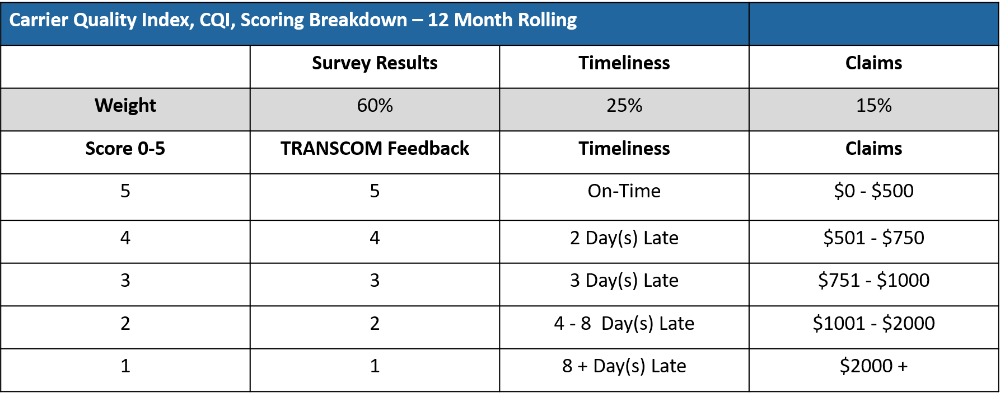 Carrier Quality Index, CQI, Scoring Breakdown – 12 Month Rolling
Survey Results Timeliness Claims
Weight 60% 25% 15%
Score 0-5 TRANSCOM Feedback Timeliness Claims
5 5 On-Time $0 - $500
4 4 2 Day(s) Late $501 - $750
3 3 3 Day(s) Late $751 - $1000
2 2 4 - 8  Day(s) Late $1001 - $2000
1 1 8 + Day(s) Late $2000 +